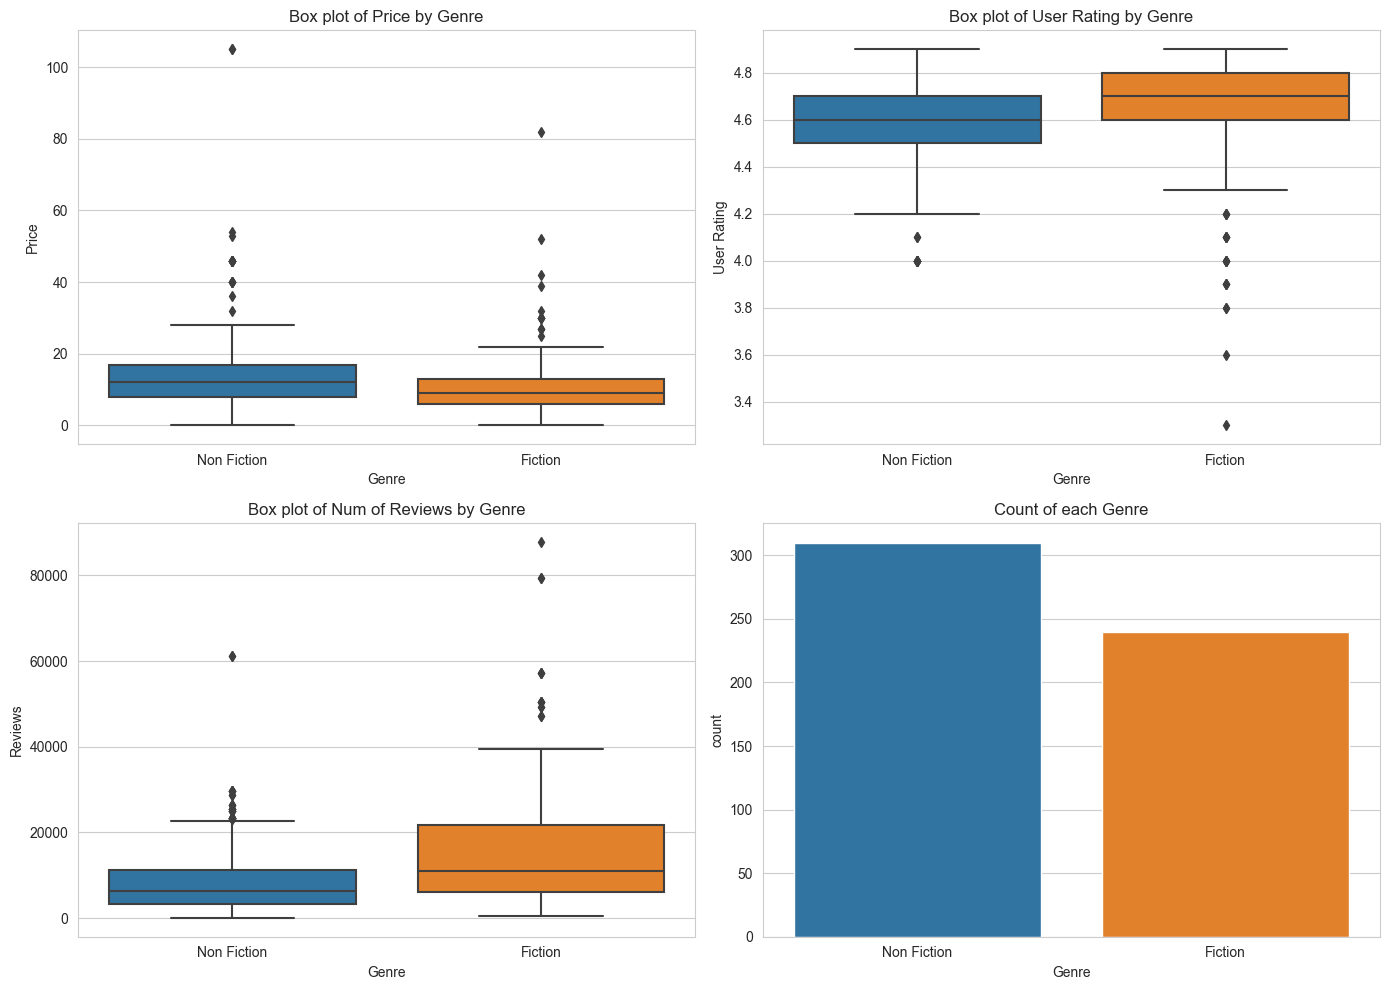 Box plot of Price by Genre
Price
100
80
60
40
20
0
Non Fiction
Fiction
Genre
Box plot of User Rating by Genre
User Rating
4.8
4.6
4.4
4.2
4.0
3.8
3.6
3.4
Non Fiction
Fiction
Genre
Box plot of Num of Reviews by Genre
Reviews
80000
60000
40000
20000
0
Non Fiction
Fiction
Genre
Count of each Genre
count
300
250
200
150
100
50
0
Non Fiction
Fiction
Genre